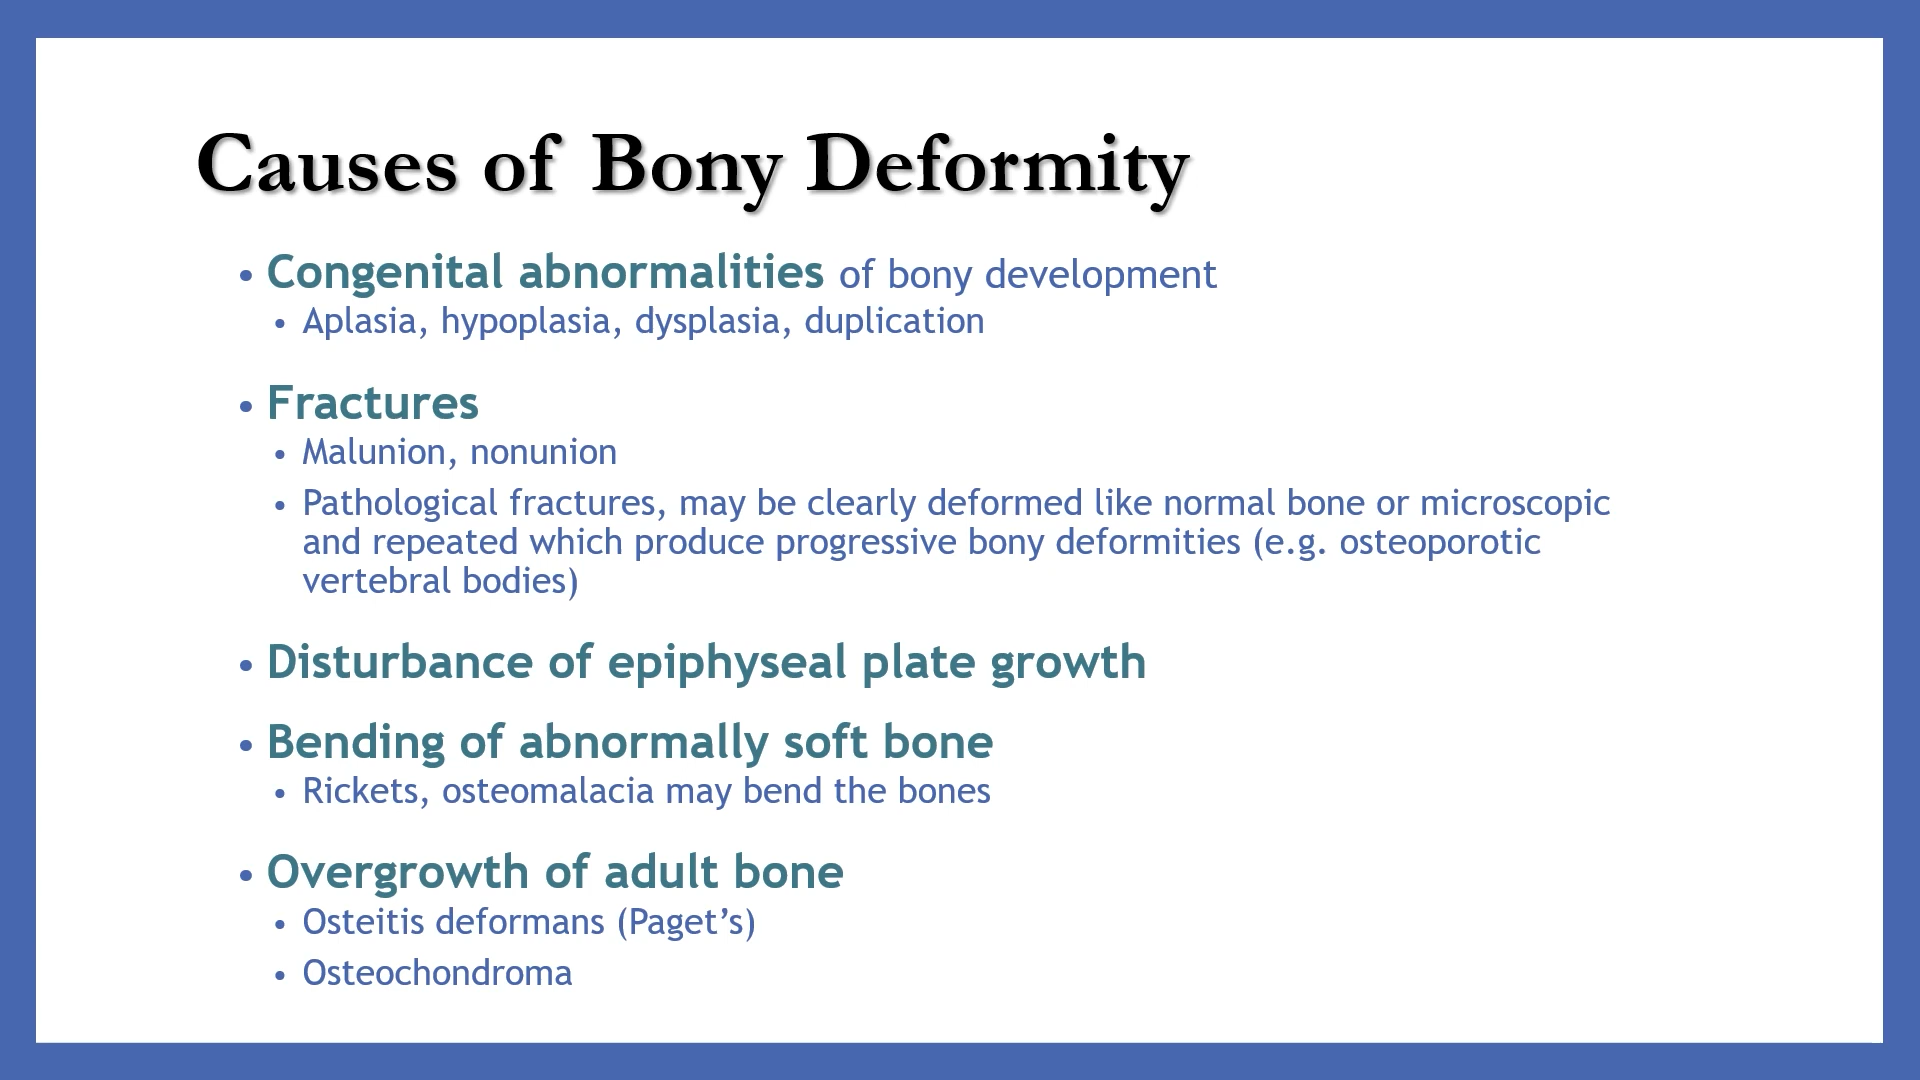 Causes of Bony Deformity
• Congenital abnormalities of bony development
• Aplasia, hypoplasia, dysplasia, duplication
• Fractures
• Malunion, nonunion
• Pathological fractures, may be clearly deformed like normal bone or microscopic
and repeated which produce progressive bony deformities (e.g. osteoporotic
vertebral bodies)
• Disturbance of epiphyseal plate growth
• Bending of abnormally soft bone
• Rickets, osteomalacia may bend the bones
• Overgrowth of adult bone
• Osteitis deformans (Paget’s)
• Osteochondroma